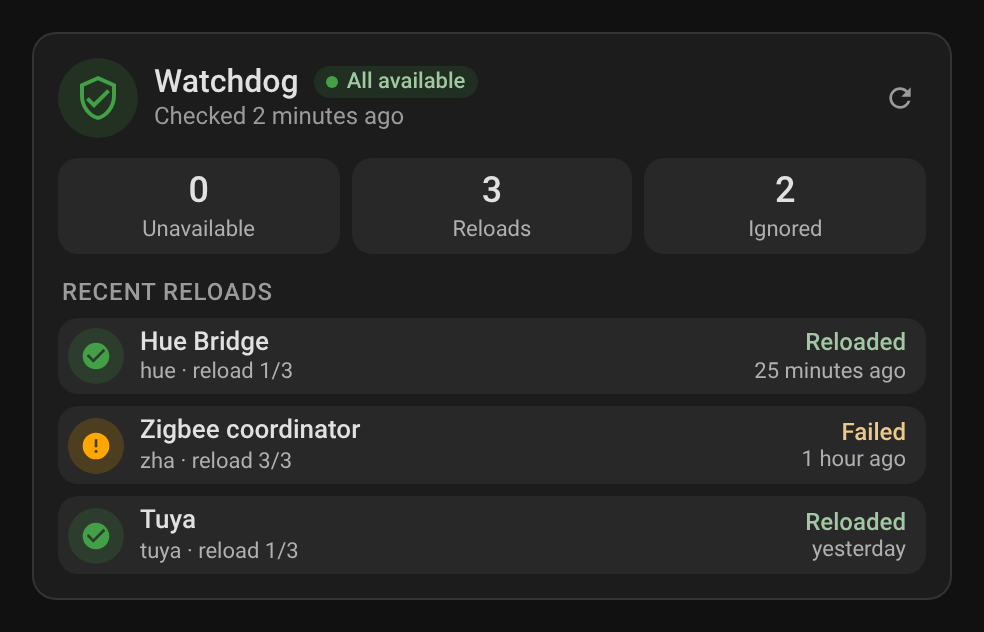 Watchdog
All available
Checked 2 minutes ago
0
Unavailable
3
Reloads
2
Ignored
RECENT RELOADS
Hue Bridge
hue · reload 1/3
Reloaded
25 minutes ago
Zigbee coordinator
zha · reload 3/3
Failed
1 hour ago
Tuya
tuya · reload 1/3
Reloaded
yesterday